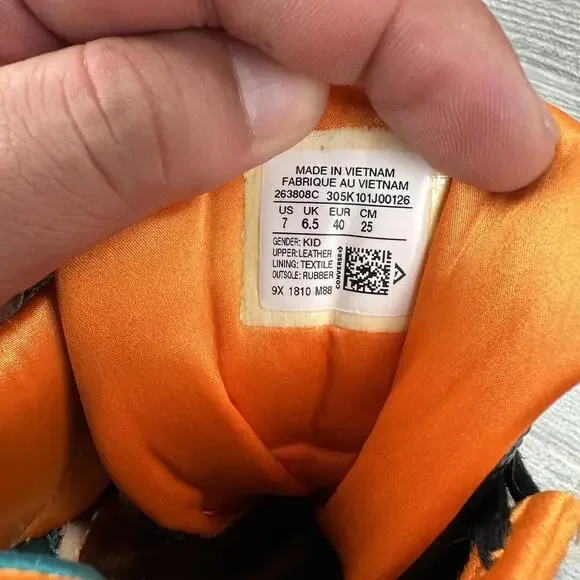 MADE IN VIETNAM
FABRIQUE AU VIETNAM
263808C 305K101J00126
US UK EUR CM
7 6.5 40 25
GENDER: KID
UPPER: LEATHER
LINING: TEXTILE
OUTSOLE: RUBBER
CONVERSE
9X 1810 M88